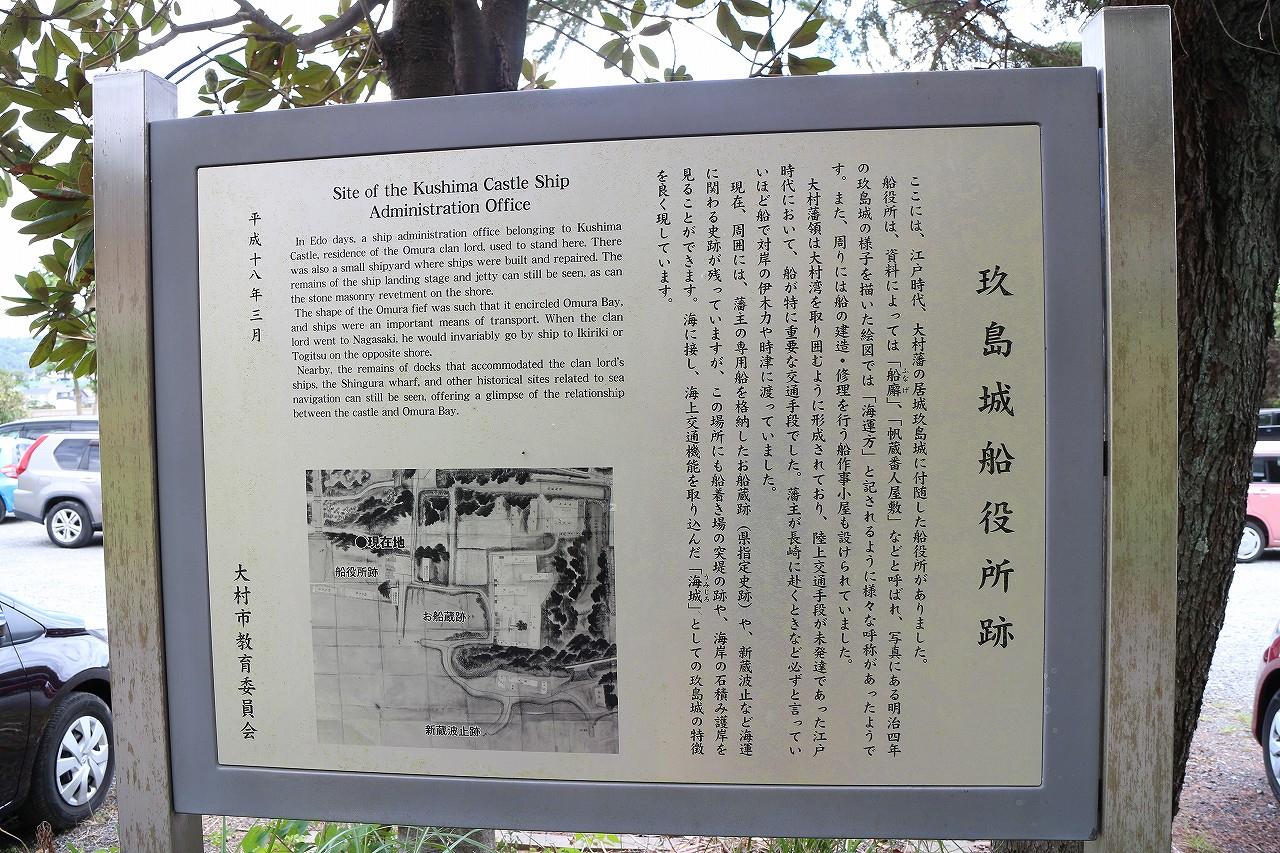 玖島城船役所跡
ここには、江戸時代、大村藩の居城玖島城に付随した船役所がありました。
船役所は、資料によっては「船廨」、「帆蔵番人屋敷」などと呼ばれ、写真にある明治四年
ふなげ
の玖島城の様子を描いた絵図では「海運方」と記されるように様々な呼称があったようで
す。また、周りには船の建造・修理を行う船作事小屋も設けられていました。
大村藩領は大村湾を取り囲むように形成されており、陸上交通手段が未発達であった江戸
時代において、船が特に重要な交通手段でした。藩主が長崎に赴くときなど必ずと言ってい
いほど船で対岸の伊木力や時津に渡っていました。
現在、周囲には、藩主の専用船を格納したお船蔵跡（県指定史跡）や、新蔵波止など海運
に関わる史跡が残っていますが、この場所にも船着き場の突堤の跡や、海岸の石積み護岸を
見ることができます。海に接し、海上交通機能を取り込んだ「海城」としての玖島城の特徴
うみじろ
を良く現しています。
Site of the Kushima Castle Ship
Administration Office
In Edo days, a ship administration office belonging to Kushima
Castle, residence of the Omura clan lord, used to stand here. There
was also a small shipyard where ships were built and repaired. The
remains of the ship landing stage and jetty can still be seen, as can
the stone masonry revetment on the shore.
The shape of the Omura fief was such that it encircled Omura Bay,
and ships were an important means of transport. When the clan
lord went to Nagasaki, he would invariably go by ship to Ikiriki or
Togitsu on the opposite shore.
Nearby, the remains of docks that accommodated the clan lord's
ships, the Shingura wharf, and other historical sites related to sea
navigation can still be seen, offering a glimpse of the relationship
between the castle and Omura Bay.
●現在地
船役所跡
お船蔵跡
新蔵波止跡
平成十八年三月
大村市教育委員会